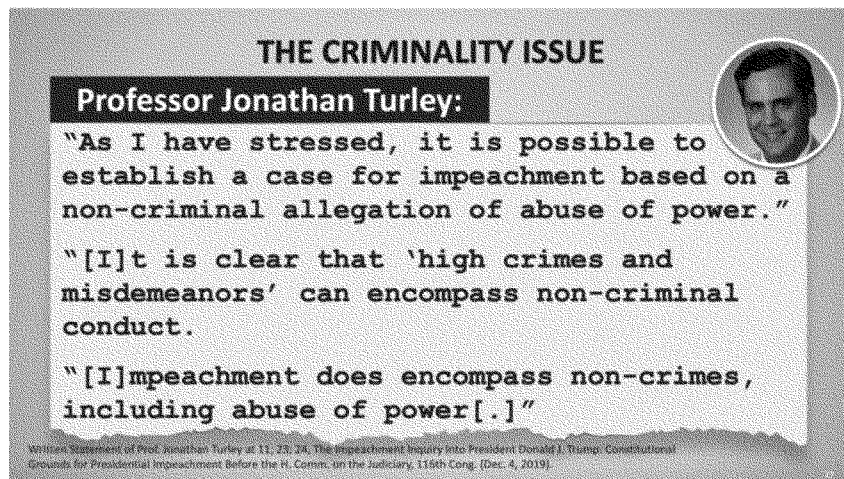 THE CRIMINALITY ISSUE
Professor Jonathan Turley:
“As I have stressed, it is possible to
establish a case for impeachment based on a
non-criminal allegation of abuse of power.”
“[I]t is clear that ‘high crimes and
misdemeanors’ can encompass non-criminal
conduct.
“[I]mpeachment does encompass non-crimes,
including abuse of power[.]”
Written Statement of Prof. Jonathan Turley at 11, 23, 24, The Impeachment Inquiry into President Donald J. Trump: Constitutional
Grounds for Presidential Impeachment Before the H. Comm. on the Judiciary, 116th Cong. (Dec. 4, 2019).